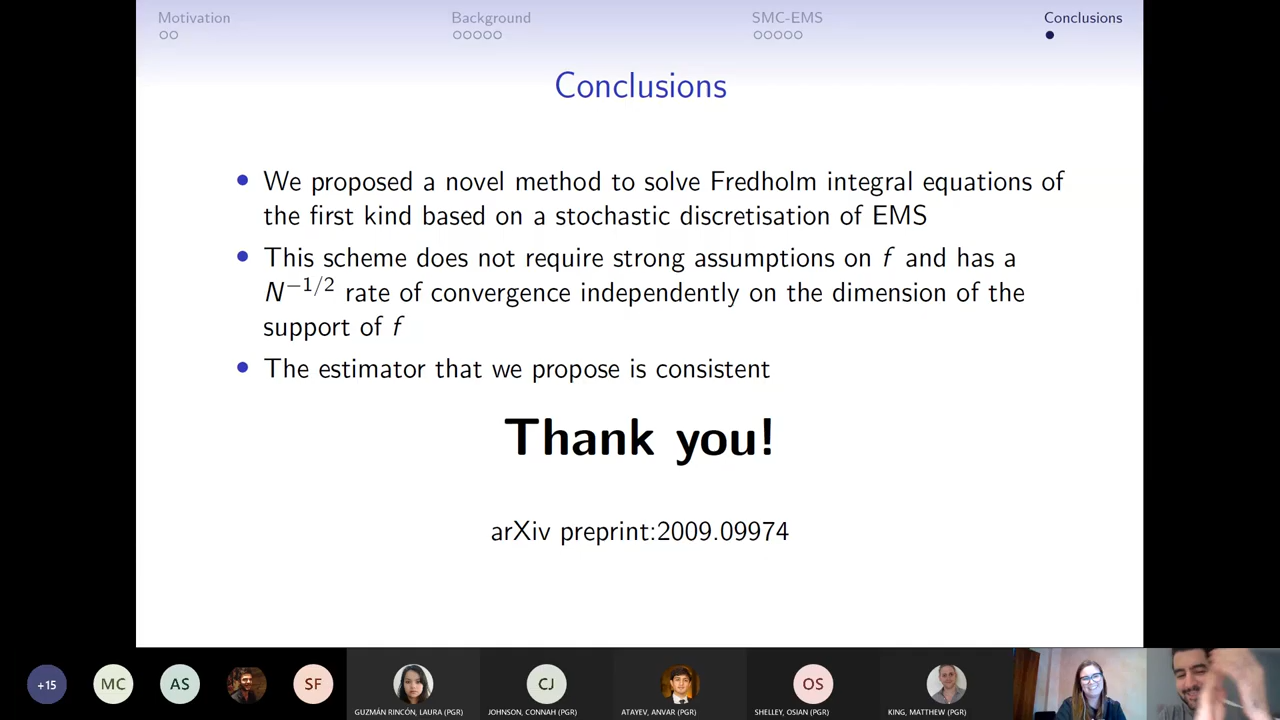 Motivation Background SMC-EMS Conclusions
Conclusions
• We proposed a novel method to solve Fredholm integral equations of
the first kind based on a stochastic discretisation of EMS
• This scheme does not require strong assumptions on f and has a
N−1/2 rate of convergence independently on the dimension of the
support of f
• The estimator that we propose is consistent
Thank you!
arXiv preprint:2009.09974
+15 MC AS SF CJ OS
GUZMÁN RINCÓN, LAURA (PGR) JOHNSON, CONNAH (PGR) ATAYEV, ANVAR (PGR) SHELLEY, OSIAN (PGR) KING, MATTHEW (PGR)